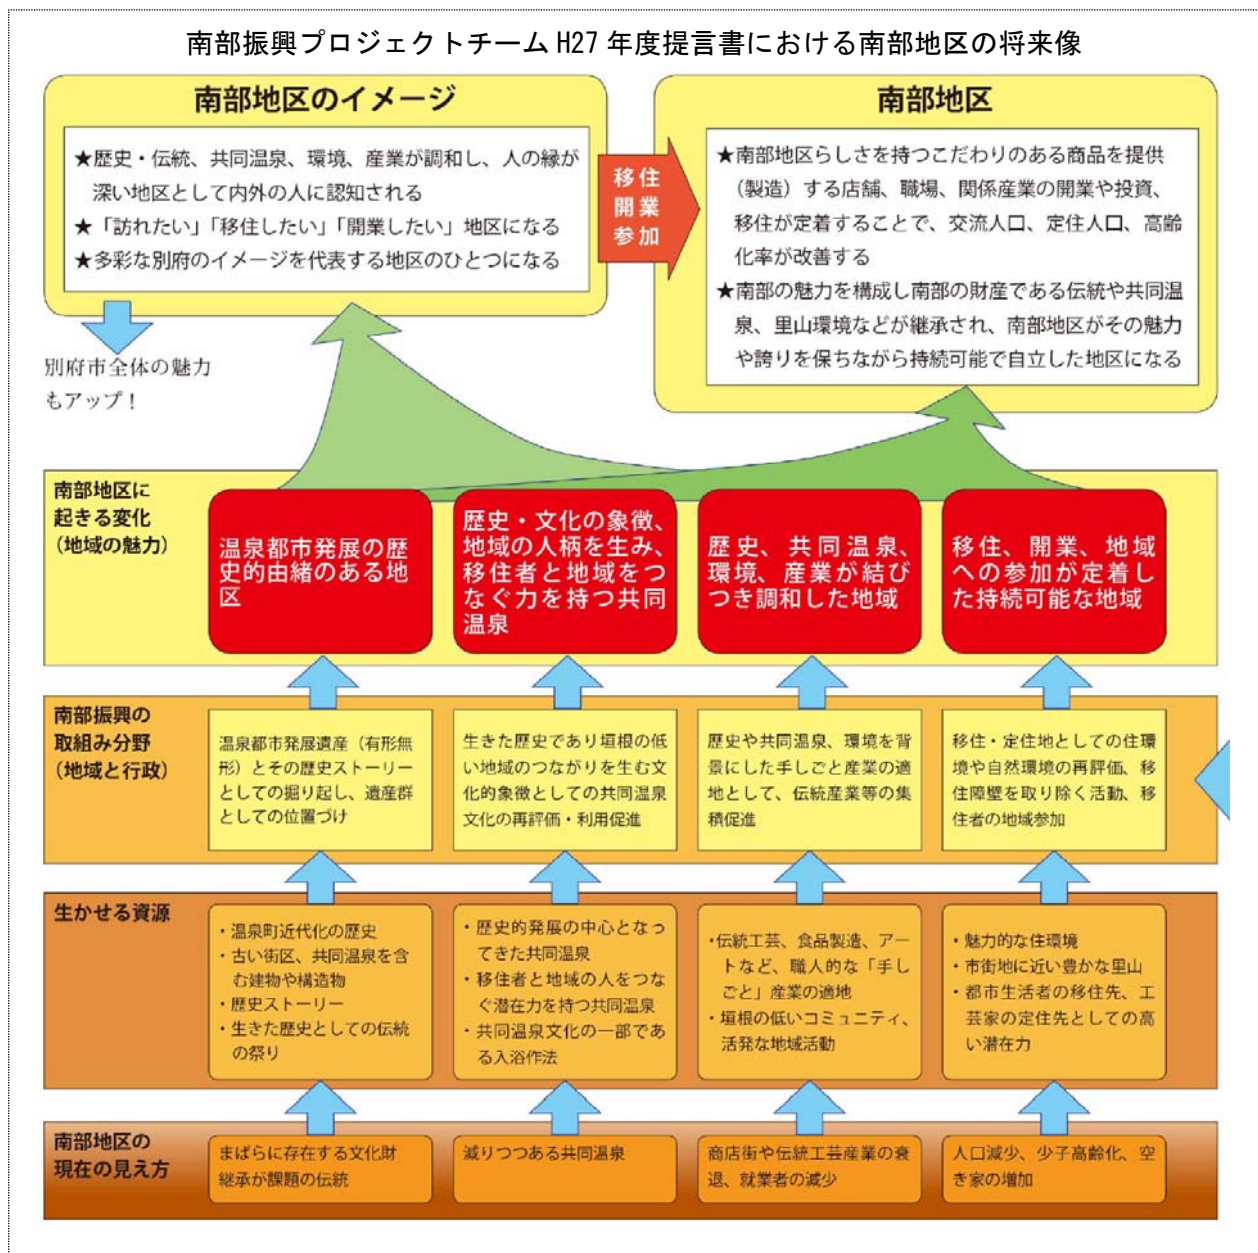 南部振興プロジェクトチーム H27 年度提言書における南部地区の将来像
南部地区のイメージ
★歴史・伝統、共同温泉、環境、産業が調和し、人の縁が
深い地区として内外の人に認知される
★「訪れたい」「移住したい」「開業したい」地区になる
★多彩な別府のイメージを代表する地区のひとつになる
移住
開業
参加
南部地区
★南部地区らしさを持つこだわりのある商品を提供
（製造）する店舗、職場、関係産業の開業や投資、
移住が定着することで、交流人口、定住人口、高齢
化率が改善する
★南部の魅力を構成し南部の財産である伝統や共同温
泉、里山環境などが継承され、南部地区がその魅力
や誇りを保ちながら持続可能で自立した地区になる
別府市全体の魅力
もアップ！
南部地区に
起きる変化
（地域の魅力）
温泉都市発展の歴
史的由緒のある地
区
歴史・文化の象徴、
地域の人柄を生み、
移住者と地域をつ
なぐ力を持つ共同
温泉
歴史、共同温泉、
環境、産業が結び
つき調和した地域
移住、開業、地域
への参加が定着し
た持続可能な地域
南部振興の
取組み分野
（地域と行政）
温泉都市発展遺産（有形無
形）とその歴史ストーリー
としての掘り起し、遺産群
としての位置づけ
生きた歴史であり垣根の低
い地域のつながりを生む文
化的象徴としての共同温泉
文化の再評価・利用促進
歴史や共同温泉、環境を背
景にした手しごと産業の適
地として、伝統産業等の集
積促進
移住・定住地としての住環
境や自然環境の再評価、移
住障壁を取り除く活動、移
住者の地域参加
生かせる資源
・温泉町近代化の歴史
・古い街区、共同温泉を含
む建物や構造物
・歴史ストーリー
・生きた歴史としての伝統
の祭り
・歴史的発展の中心となっ
てきた共同温泉
・移住者と地域の人をつな
ぐ潜在力を持つ共同温泉
・共同温泉文化の一部であ
る入浴作法
・伝統工芸、食品製造、アー
トなど、職人的な「手し
ごと」産業の適地
・垣根の低いコミュニティ、
活発な地域活動
・魅力的な住環境
・市街地に近い豊かな里山
・都市生活者の移住先、工
芸家の定住先としての高
い潜在力
南部地区の
現在の見え方
まばらに存在する文化財
継承が課題の伝統
減りつつある共同温泉
商店街や伝統工芸産業の衰
退、就業者の減少
人口減少、少子高齢化、空
き家の増加